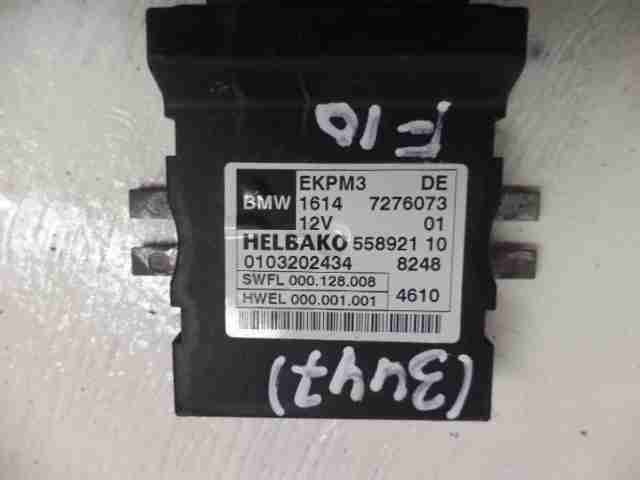 F10
EKPM3 DE
BMW 1614 7276073
12V 01
HELBAKO 558921 10
0103202434 8248
SWFL 000.128.008
HWEL 000.001.001 4610
(3447)